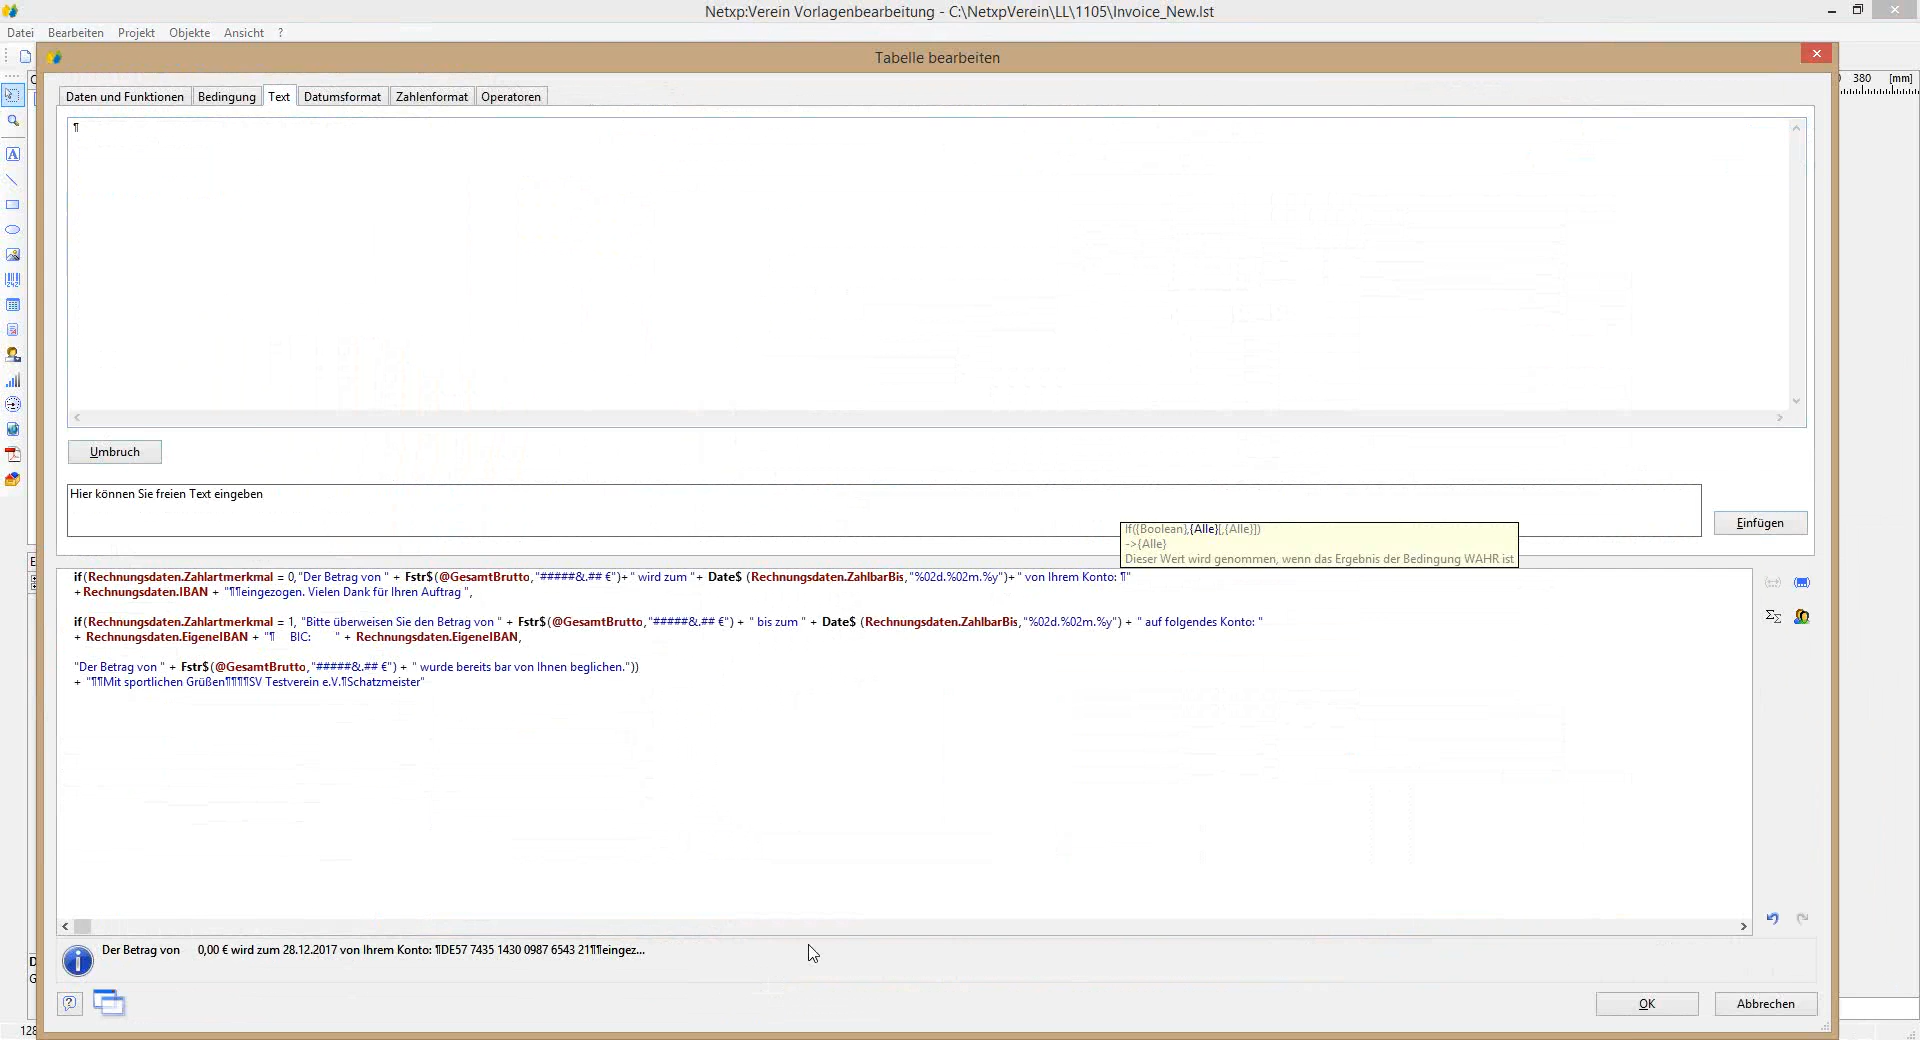 Netxp:Verein Vorlagenbearbeitung - C:\NetxpVerein\LL\1105\Invoice_New.lst
Datei Bearbeiten Projekt Objekte Ansicht ?
Tabelle bearbeiten
380 [mm]
Daten und Funktionen Bedingung Text Datumsformat Zahlenformat Operatoren
¶
Umbruch
Hier können Sie freien Text eingeben
Einfügen
If({Boolean},{Alle}[,{Alle}])
->{Alle}
Dieser Wert wird genommen, wenn das Ergebnis der Bedingung WAHR ist
if(Rechnungsdaten.Zahlartmerkmal = 0,"Der Betrag von " + Fstr$(@GesamtBrutto,"#####&.## €")+" wird zum "+ Date$ (Rechnungsdaten.ZahlbarBis,"%02d.%02m.%y")+" von Ihrem Konto: ¶"
+Rechnungsdaten.IBAN + "¶¶eingezogen. Vielen Dank für Ihren Auftrag ",
if(Rechnungsdaten.Zahlartmerkmal = 1, "Bitte überweisen Sie den Betrag von " + Fstr$(@GesamtBrutto,"#####&.## €") + " bis zum " + Date$ (Rechnungsdaten.ZahlbarBis,"%02d.%02m.%y") + " auf folgendes Konto: "
+ Rechnungsdaten.EigeneIBAN + "¶ BIC: " + Rechnungsdaten.EigeneIBAN,
"Der Betrag von " + Fstr$(@GesamtBrutto,"#####&.## €") + " wurde bereits bar von Ihnen beglichen."))
+ "¶¶Mit sportlichen Grüßen¶¶¶¶SV Testverein e.V.¶Schatzmeister"
Der Betrag von 0,00 € wird zum 28.12.2017 von Ihrem Konto: ¶DE57 7435 1430 0987 6543 21¶¶eingez...
OK Abbrechen
128